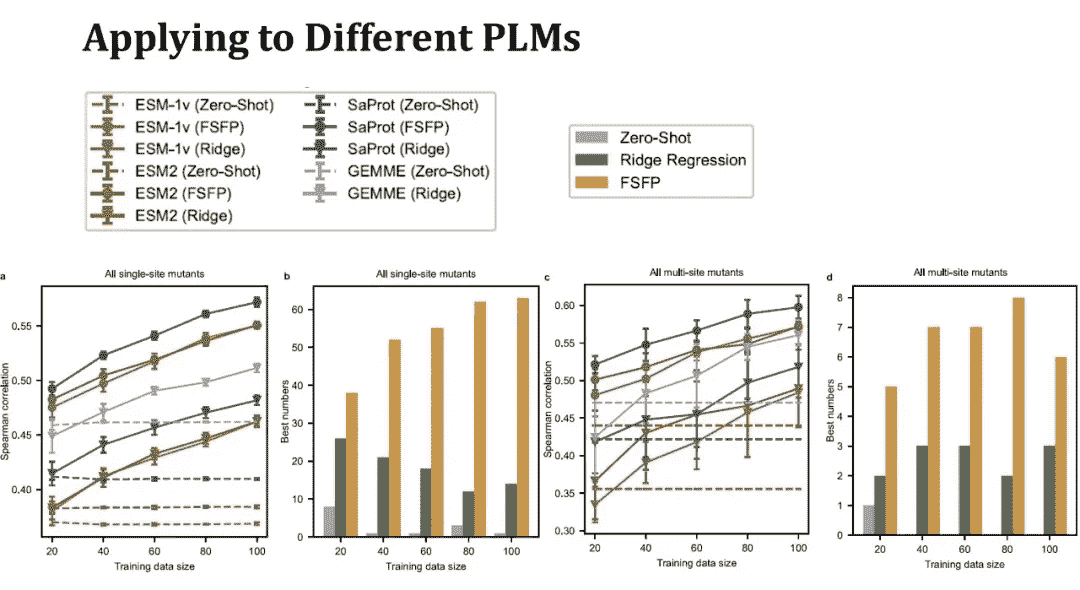 Applying to Different PLMs
ESM-1v (Zero-Shot)
ESM-1v (FSFP)
ESM-1v (Ridge)
ESM2 (Zero-Shot)
ESM2 (FSFP)
ESM2 (Ridge)
SaProt (Zero-Shot)
SaProt (FSFP)
SaProt (Ridge)
GEMME (Zero-Shot)
GEMME (Ridge)
Zero-Shot
Ridge Regression
FSFP
a
All single-site mutants
Spearman correlation
0.55
0.50
0.45
0.40
20 40 60 80 100
Training data size
b
All single-site mutants
Best numbers
60
50
40
30
20
10
0
20 40 60 80 100
Training data size
c
All multi-site mutants
Spearman correlation
0.60
0.55
0.50
0.45
0.40
0.35
0.30
20 40 60 80 100
Training data size
d
All multi-site mutants
Best numbers
8
7
6
5
4
3
2
1
0
20 40 60 80 100
Training data size